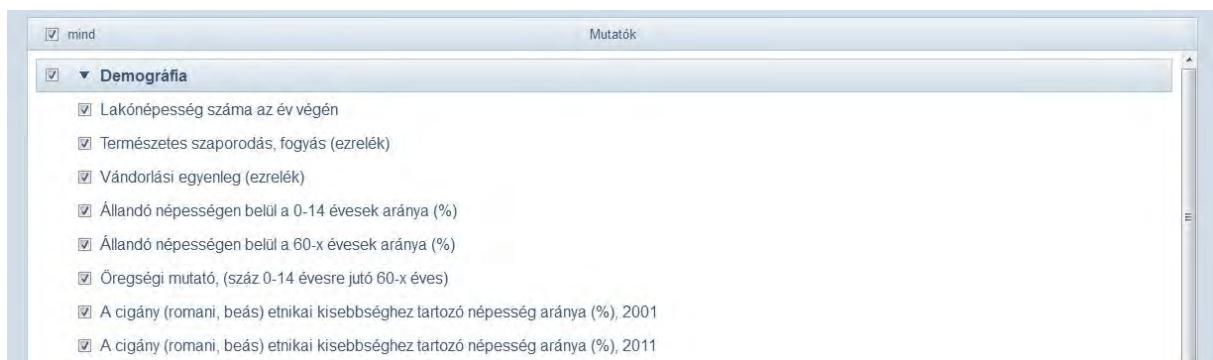 mind Mutatók
Demográfia
Lakónépesség száma az év végén
Természetes szaporodás, fogyás (ezrelék)
Vándorlási egyenleg (ezrelék)
Állandó népességen belül a 0-14 évesek aránya (%)
Állandó népességen belül a 60-x évesek aránya (%)
Öregségi mutató, (száz 0-14 évesre jutó 60-x éves)
A cigány (romani, beás) etnikai kisebbséghez tartozó népesség aránya (%), 2001
A cigány (romani, beás) etnikai kisebbséghez tartozó népesség aránya (%), 2011